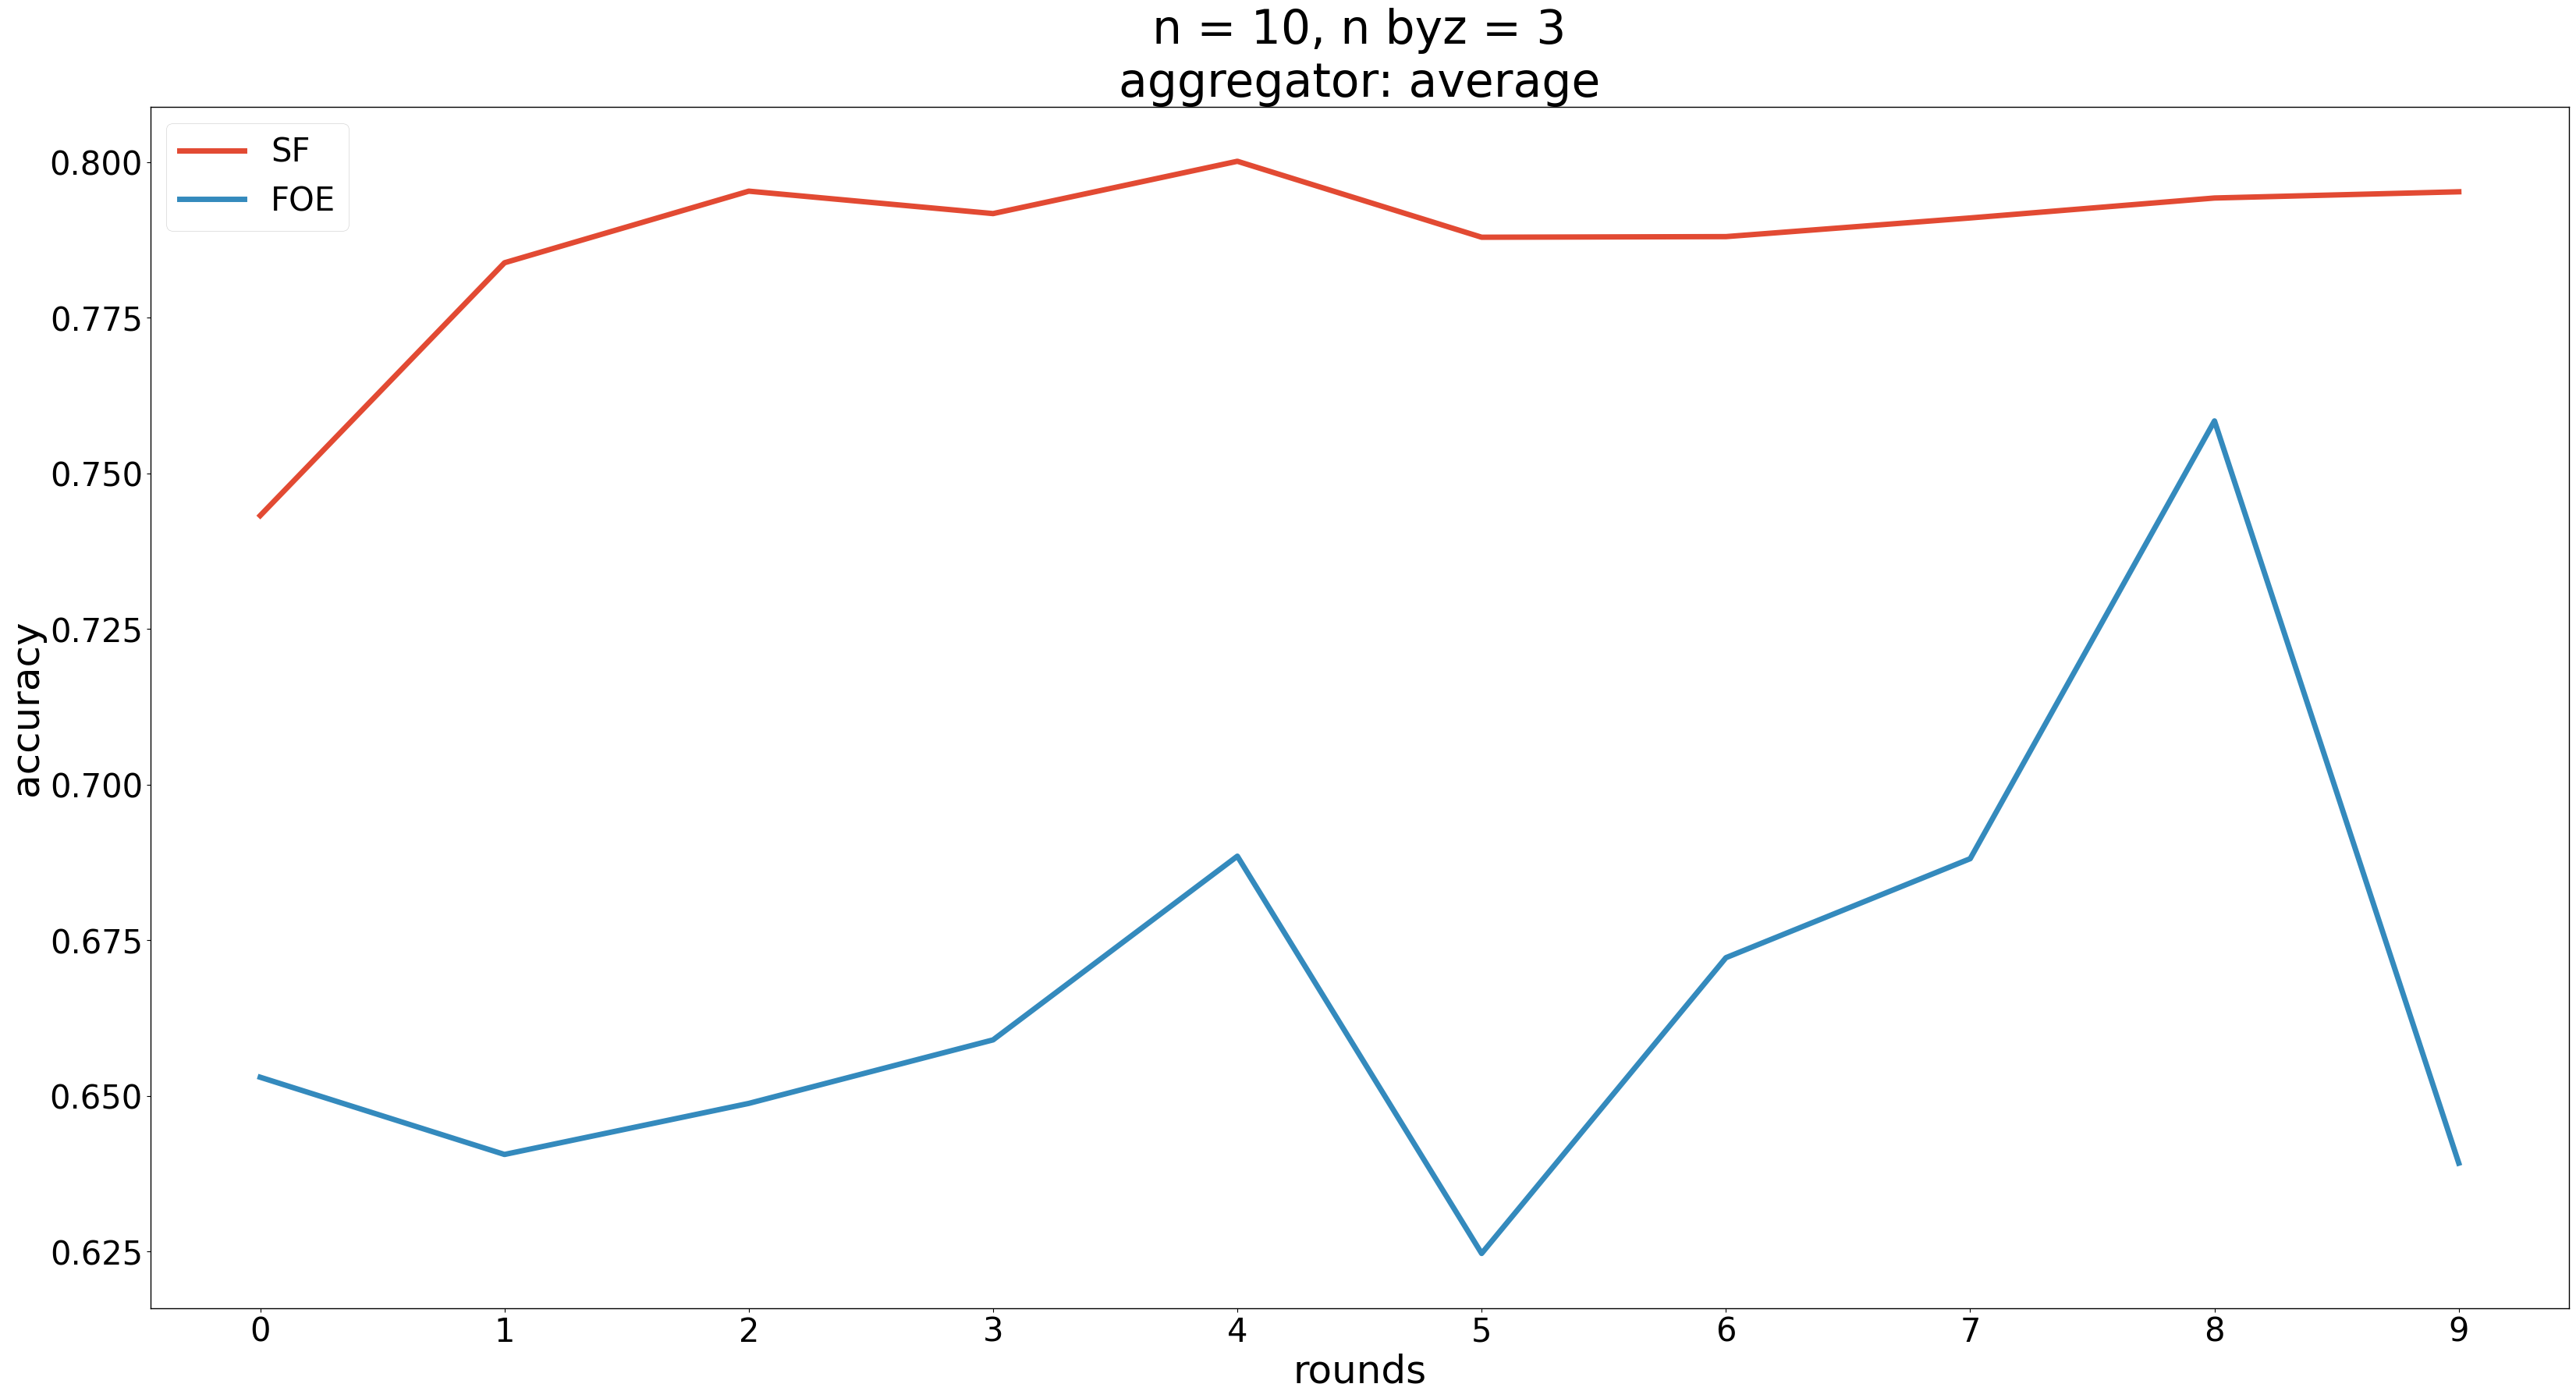 n = 10, n byz = 3
aggregator: average
SF
FOE
0.800
0.775
0.750
0.725
0.700
0.675
0.650
0.625
accuracy
0 1 2 3 4 5 6 7 8 9
rounds